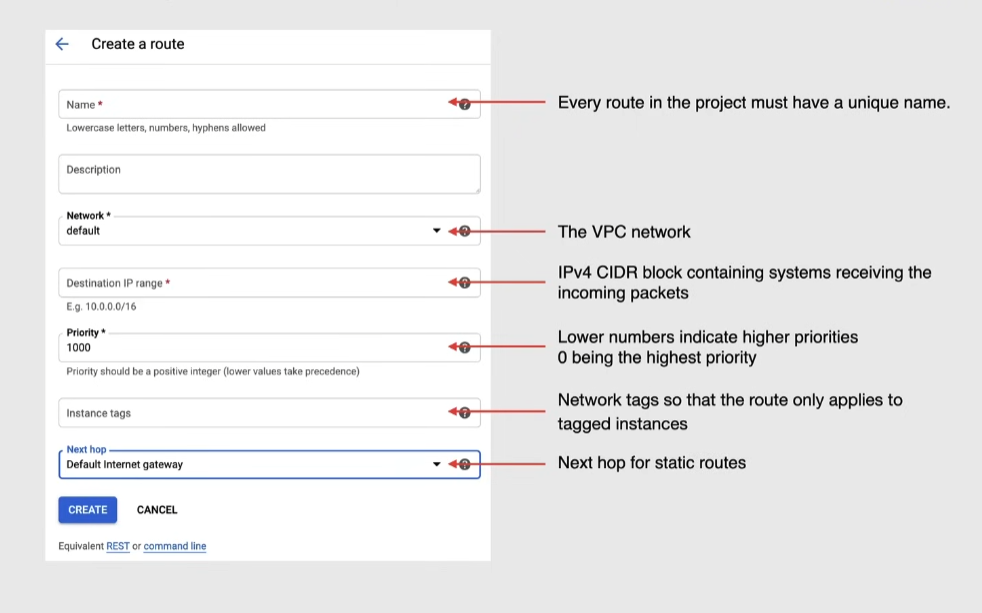 Create a route
Name *
Every route in the project must have a unique name.
Lowercase letters, numbers, hyphens allowed
Description
Network *
default
The VPC network
Destination IP range *
IPv4 CIDR block containing systems receiving the
incoming packets
E.g. 10.0.0.0/16
Priority *
1000
Lower numbers indicate higher priorities
0 being the highest priority
Priority should be a positive integer (lower values take precedence)
Instance tags
Network tags so that the route only applies to
tagged instances
Next hop
Default Internet gateway
Next hop for static routes
CREATE CANCEL
Equivalent REST or command line